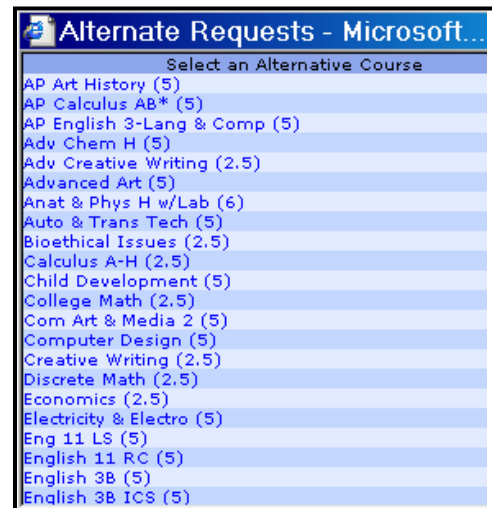 Alternate Requests - Microsoft...
Select an Alternative Course
AP Art History (5)
AP Calculus AB* (5)
AP English 3-Lang & Comp (5)
Adv Chem H (5)
Adv Creative Writing (2.5)
Advanced Art (5)
Anat & Phys H w/Lab (6)
Auto & Trans Tech (5)
Bioethical Issues (2.5)
Calculus A-H (2.5)
Child Development (5)
College Math (2.5)
Com Art & Media 2 (5)
Computer Design (5)
Creative Writing (2.5)
Discrete Math (2.5)
Economics (2.5)
Electricity & Electro (5)
Eng 11 LS (5)
English 11 RC (5)
English 3B (5)
English 3B ICS (5)